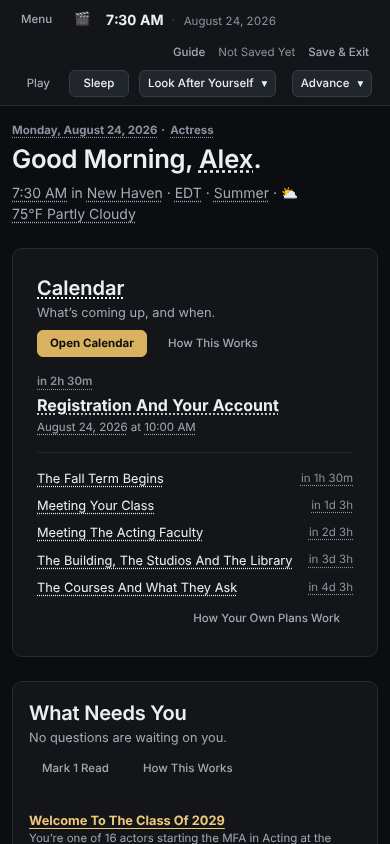 Menu 🎬 7:30 AM · August 24, 2026
Guide Not Saved Yet Save & Exit
Play Sleep Look After Yourself ▾ Advance ▾
Monday, August 24, 2026 · Actress
Good Morning, Alex.
7:30 AM in New Haven · EDT · Summer · ⛅
75°F Partly Cloudy
Calendar
What's coming up, and when.
Open Calendar How This Works
in 2h 30m
Registration And Your Account
August 24, 2026 at 10:00 AM
The Fall Term Begins in 1h 30m
Meeting Your Class in 1d 3h
Meeting The Acting Faculty in 2d 3h
The Building, The Studios And The Library in 3d 3h
The Courses And What They Ask in 4d 3h
How Your Own Plans Work
What Needs You
No questions are waiting on you.
Mark 1 Read How This Works
Welcome To The Class Of 2029
You're one of 16 actors starting the MFA in Acting at the